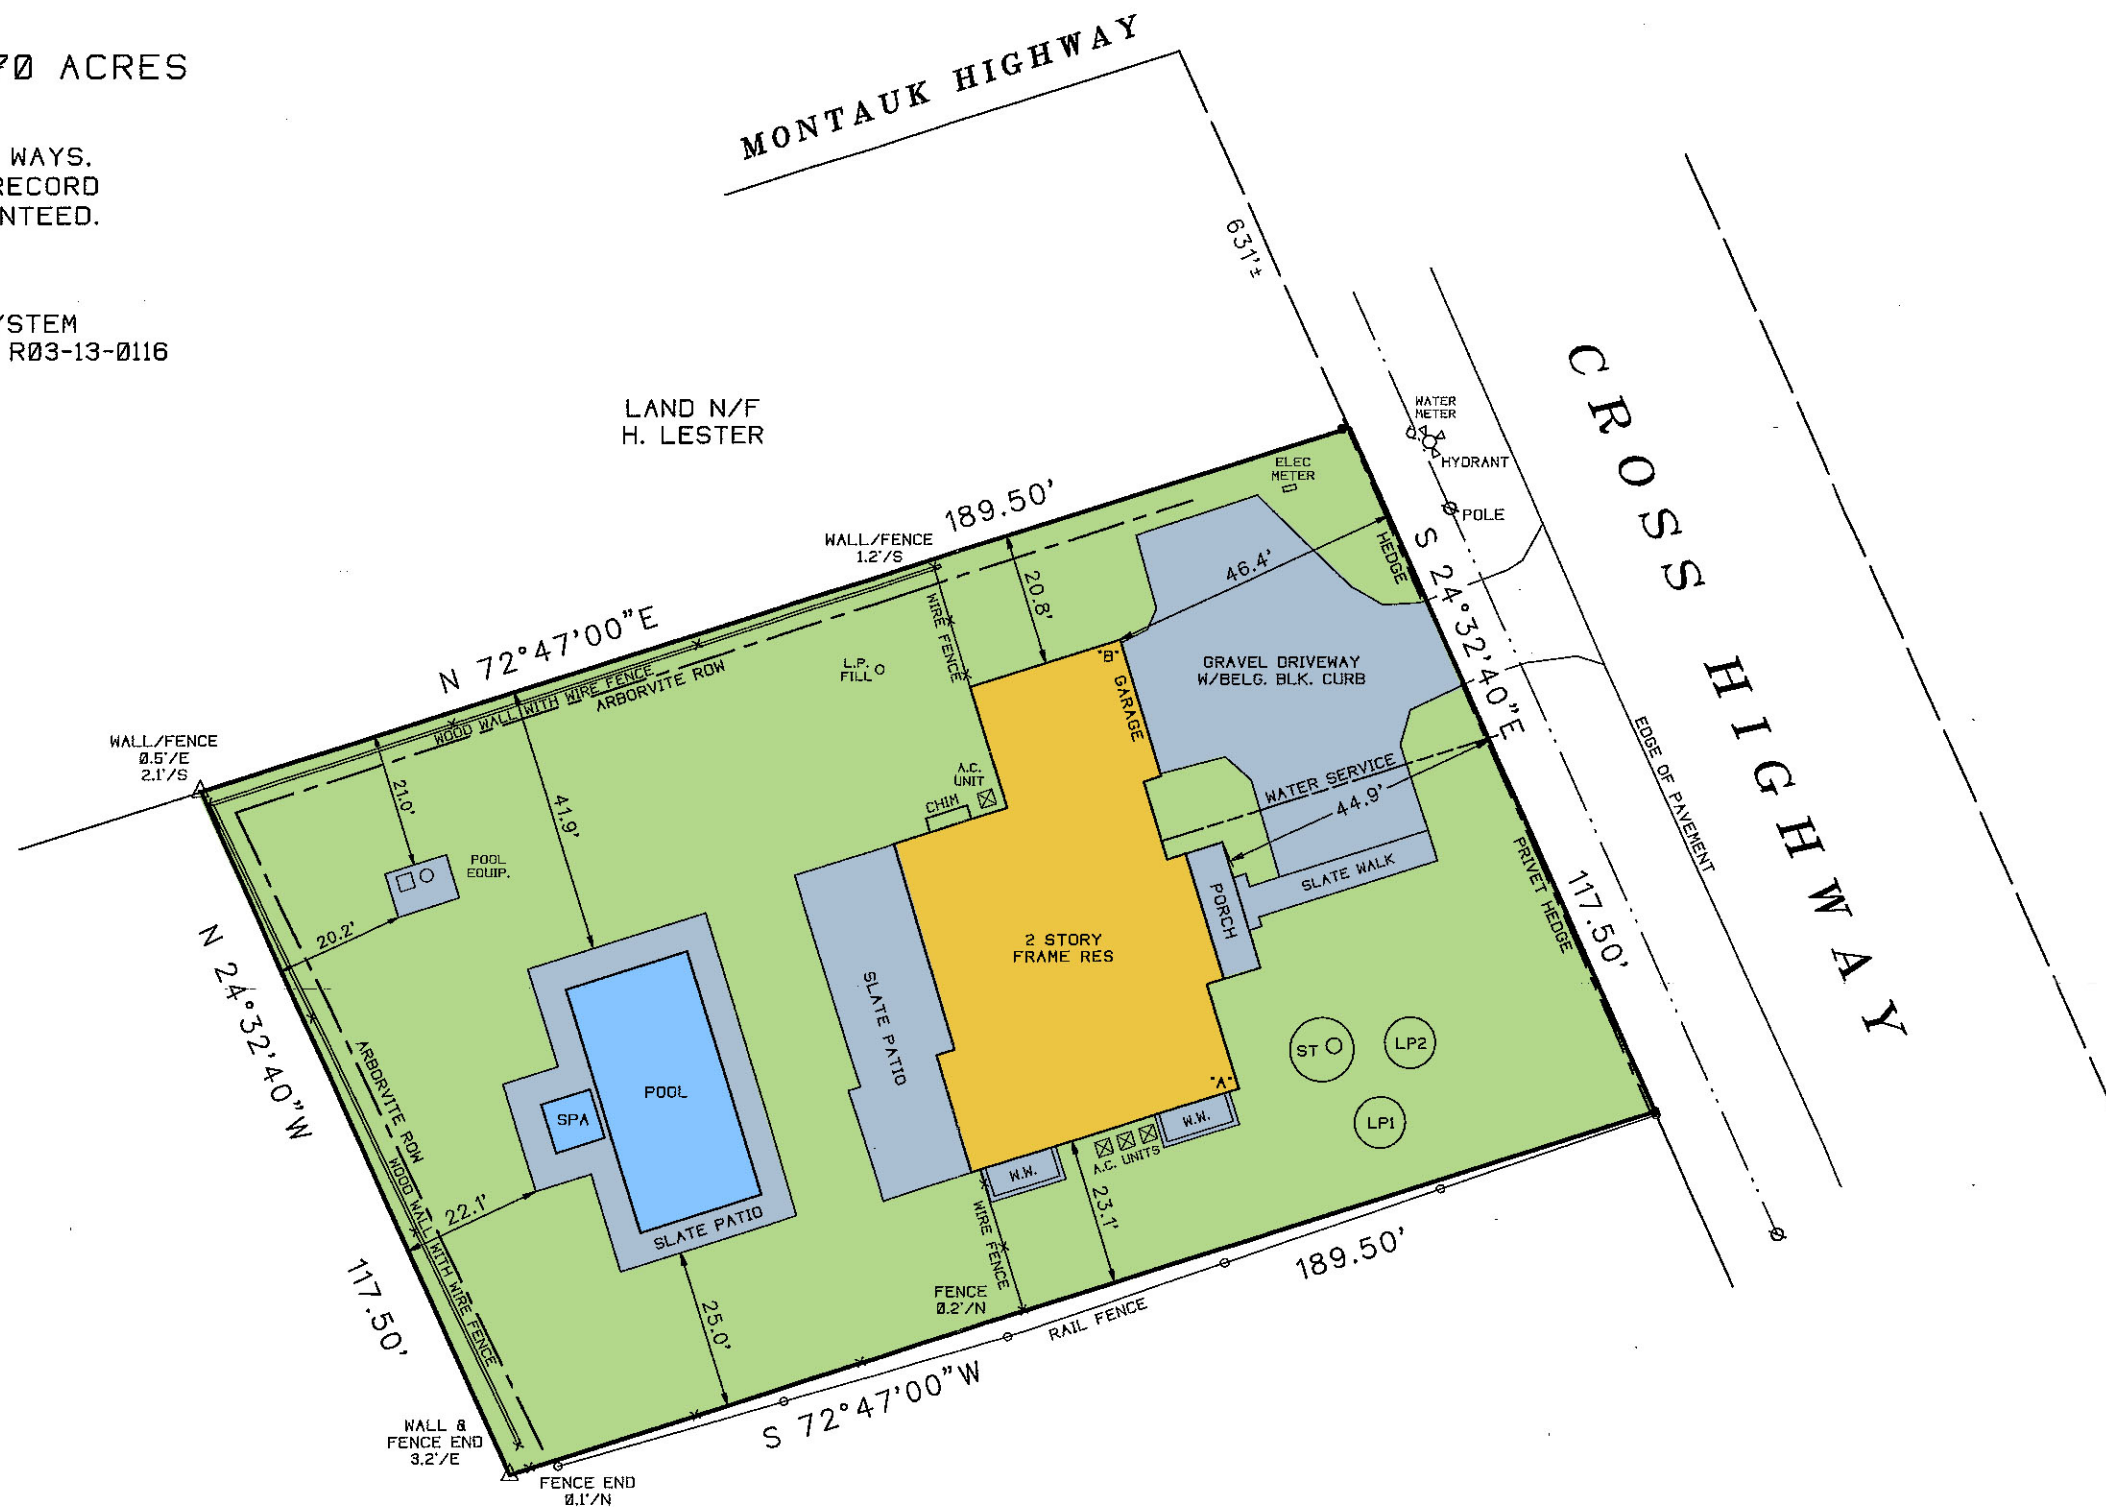 70 ACRES
WAYS.
RECORD
NTEED.
YSTEM
R03-13-0116
MONTAUK HIGHWAY
631'±
CROSS HIGHWAY
LAND N/F
H. LESTER
WATER
METER
HYDRANT
POLE
ELEC
METER
HEDGE
S 24°32'40"E
117.50'
EDGE OF PAVEMENT
PRIVET HEDGE
189.50'
N 72°47'00"E
WALL/FENCE
1.2'/S
WIRE FENCE
20.8'
46.4'
"B"
GARAGE
GRAVEL DRIVEWAY
W/BELG. BLK. CURB
L.P.
FILL
WOOD WALL WITH WIRE FENCE
ARBORVITE ROW
WALL/FENCE
0.5'/E
2.1'/S
21.0'
41.9'
A.C.
UNIT
CHIM
WATER SERVICE
44.9'
SLATE WALK
PORCH
POOL
EQUIP.
20.2'
N 24°32'40"W
117.50'
2 STORY
FRAME RES
SLATE PATIO
POOL
SPA
SLATE PATIO
ARBORVITE ROW
WOOD WALL WITH WIRE FENCE
22.1'
25.0'
"A"
W.W.
W.W.
A.C. UNITS
23.1'
ST
LP2
LP1
WIRE FENCE
FENCE
0.2'/N
RAIL FENCE
189.50'
S 72°47'00"W
WALL &
FENCE END
3.2'/E
FENCE END
0.1'/N